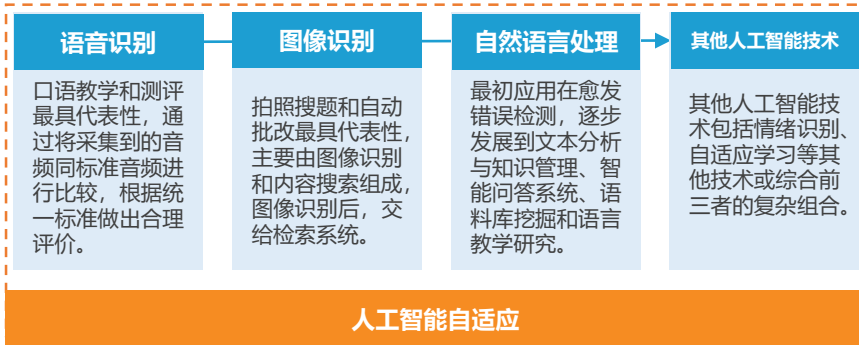 语音识别
口语教学和测评
最具代表性，通
过将采集到的音
频同标准音频进
行比较，根据统
一标准做出合理
评价。
图像识别
拍照搜题和自动
批改最具代表性，
主要由图像识别
和内容搜索组成，
图像识别后，交
给检索系统。
自然语言处理
最初应用在愈发
错误检测，逐步
发展到文本分析
与知识管理、智
能问答系统、语
料库挖掘和语言
教学研究。
其他人工智能技术
其他人工智能技
术包括情绪识别、
自适应学习等其
他技术或综合前
三者的复杂组合。
人工智能自适应